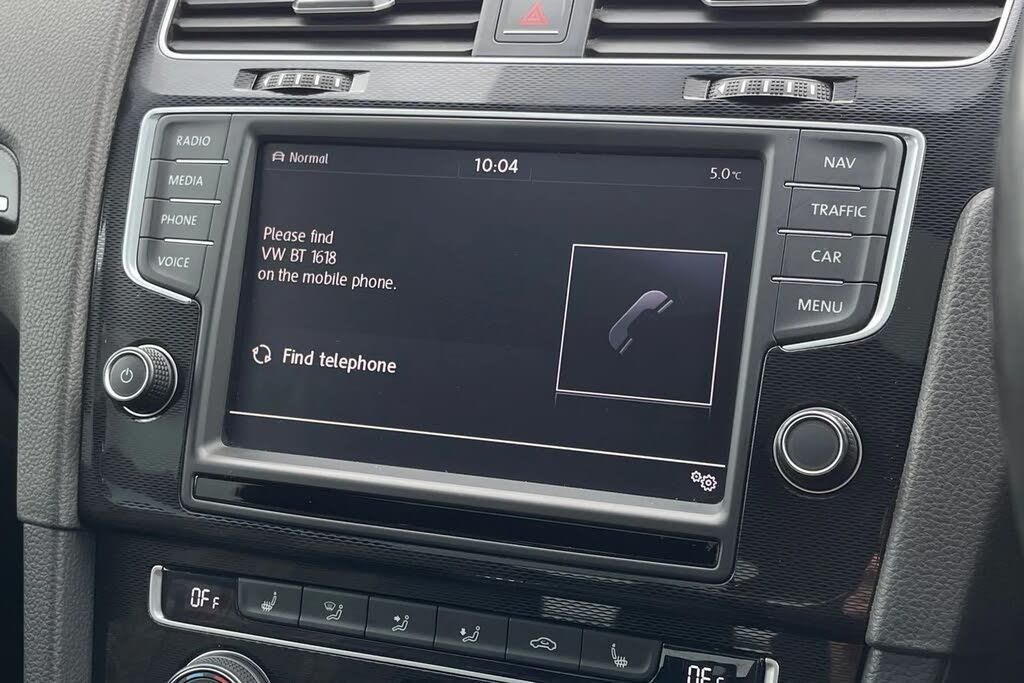 RADIO
MEDIA
PHONE
VOICE
Normal
10:04
5.0°C
Please find
VW BT 1618
on the mobile phone.
Find telephone
NAV
TRAFFIC
CAR
MENU
OFF
OFF